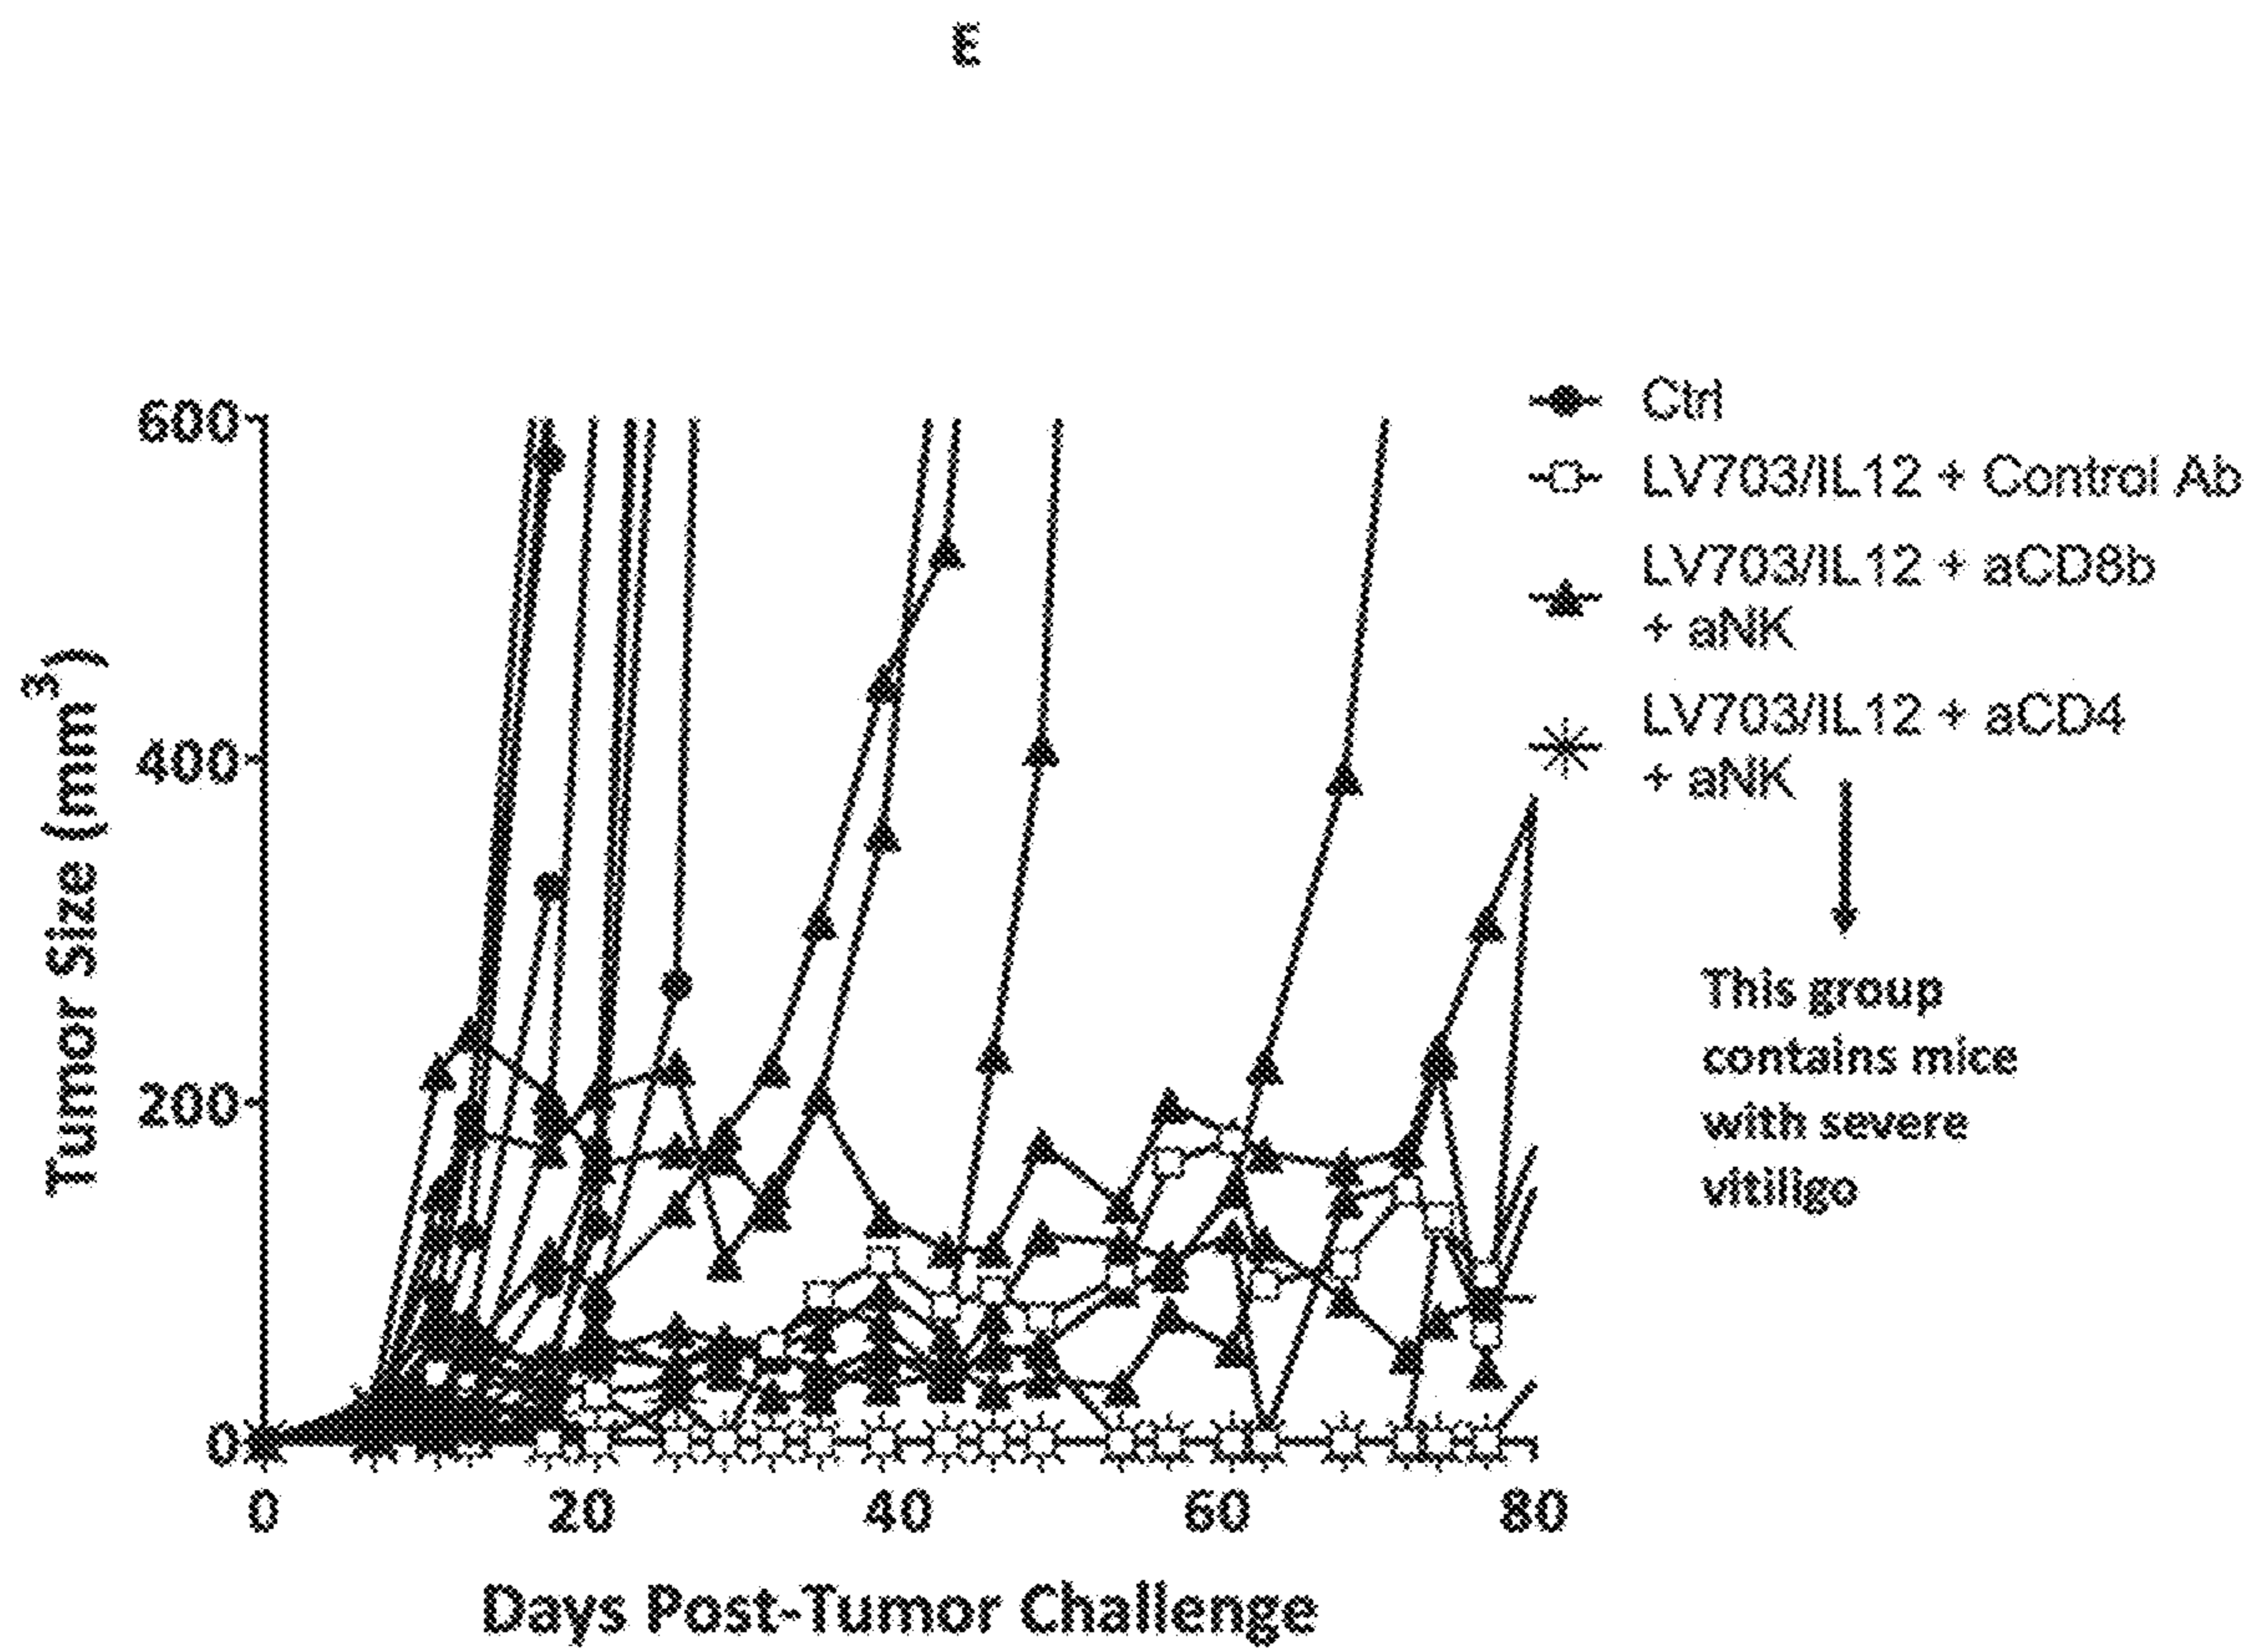 E
600
400
200
0
Tumor Size (mm3)
0 20 40 60 80
Days Post-Tumor Challenge
Ctrl
LV703/IL12 + Control Ab
LV703/IL12 + aCD8b
+ aNK
LV703/IL12 + aCD4
+ aNK
This group
contains mice
with severe
vitiligo